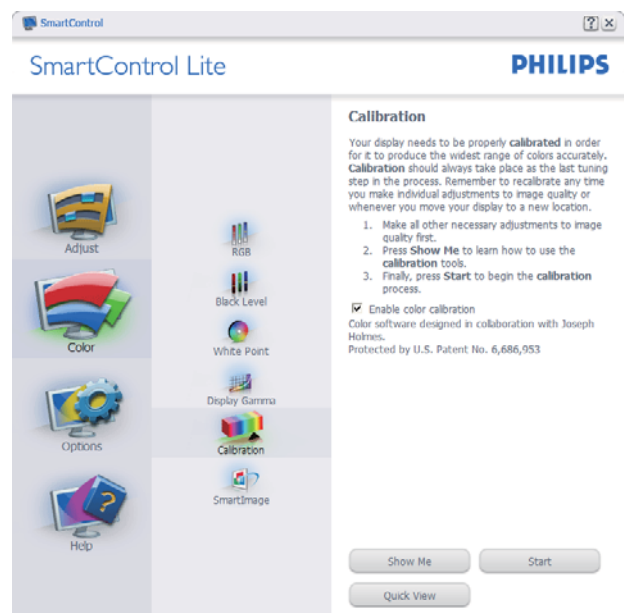 SmartControl
SmartControl Lite
PHILIPS
Adjust
Color
Options
Help
RGB
Black Level
White Point
Display Gamma
Calibration
SmartImage
Calibration
Your display needs to be properly calibrated in order
for it to produce the widest range of colors accurately.
Calibration should always take place as the last tuning
step in the process. Remember to recalibrate any time
you make individual adjustments to image quality or
whenever you move your display to a new location.
1. Make all other necessary adjustments to image
quality first.
2. Press Show Me to learn how to use the
calibration tools.
3. Finally, press Start to begin the calibration
process.
Enable color calibration
Color software designed in collaboration with Joseph
Holmes.
Protected by U.S. Patent No. 6,686,953
Show Me
Start
Quick View